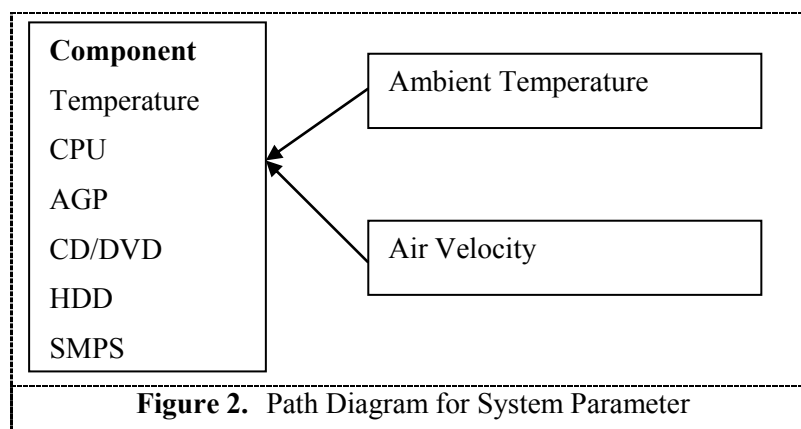 Component
Temperature
CPU
AGP
CD/DVD
HDD
SMPS
Ambient Temperature
Air Velocity
Figure 2. Path Diagram for System Parameter